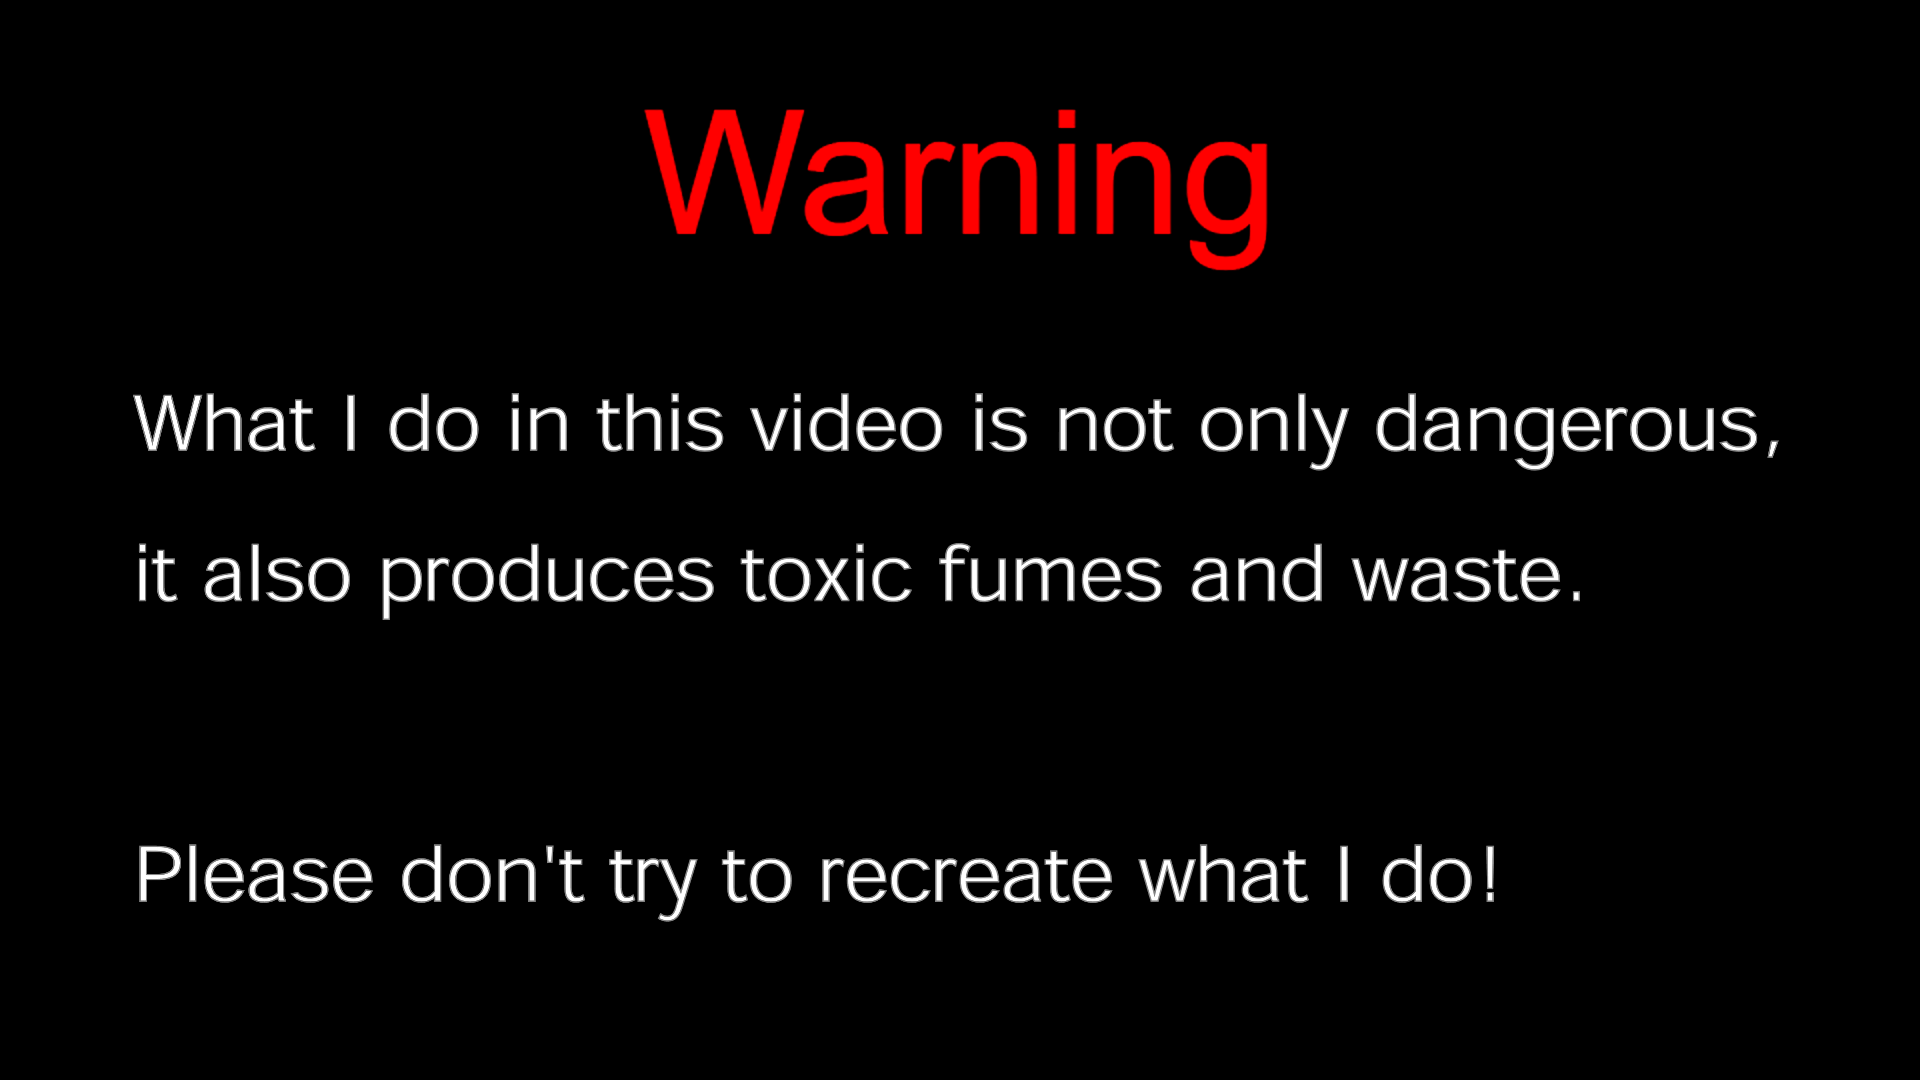 Warning
What I do in this video is not only dangerous,
it also produces toxic fumes and waste.
Please don't try to recreate what I do!